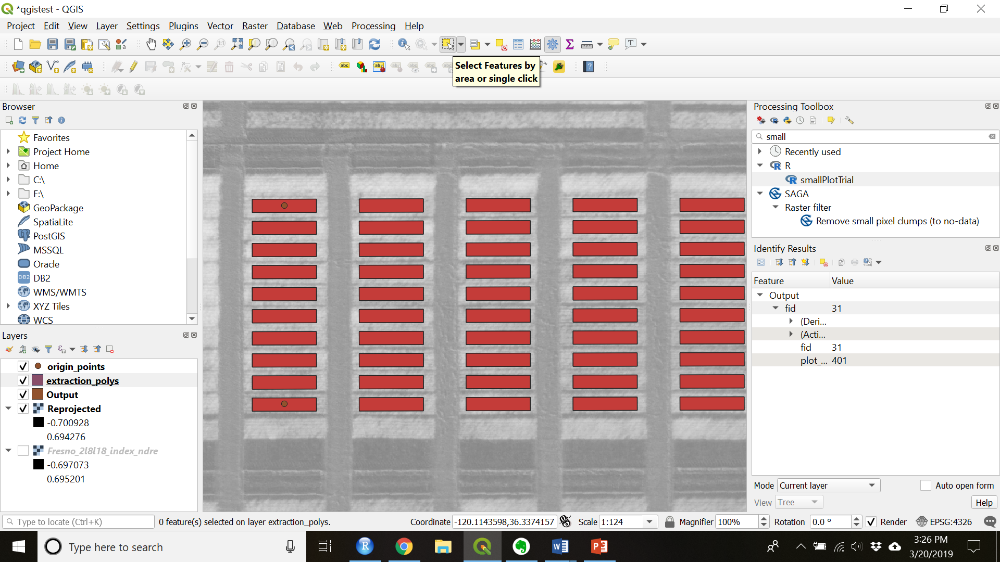 *qgistest - QGIS
Project Edit View Layer Settings Plugins Vector Raster Database Web Processing Help
Select Features by
area or single click
Browser
Favorites
Project Home
Home
C:\
F:\
GeoPackage
SpatiaLite
PostGIS
MSSQL
Oracle
DB2
WMS/WMTS
XYZ Tiles
WCS
Layers
origin_points
extraction_polys
Output
Reprojected
-0.700928
0.694276
Fresno_2l8l18_index_ndre
-0.697073
0.695201
Processing Toolbox
small
Recently used
R
smallPlotTrial
SAGA
Raster filter
Remove small pixel clumps (to no-data)
Identify Results
Feature Value
Output
fid 31
(Deri...
(Acti...
fid 31
plot_... 401
Mode Current layer Auto open form
View Tree Help
Type to locate (Ctrl+K) 0 feature(s) selected on layer extraction_polys. Coordinate -120.1143598,36.3374157 Scale 1:124 Magnifier 100% Rotation 0.0 ° Render EPSG:4326
Type here to search
3:26 PM
3/20/2019